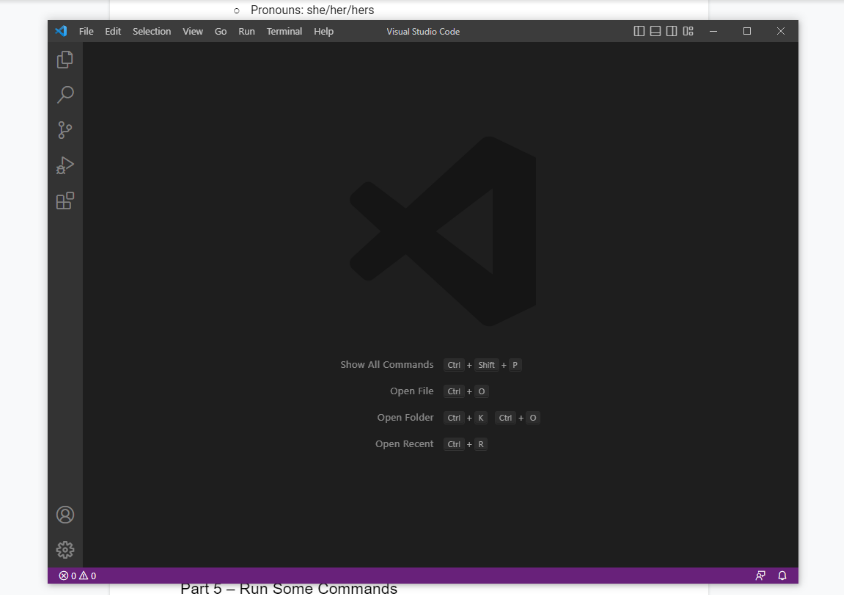 ○ Pronouns: she/her/hers
File Edit Selection View Go Run Terminal Help Visual Studio Code
Show All Commands Ctrl + Shift + P
Open File Ctrl + O
Open Folder Ctrl + K Ctrl + O
Open Recent Ctrl + R
0 0
Part 5 – Run Some Commands